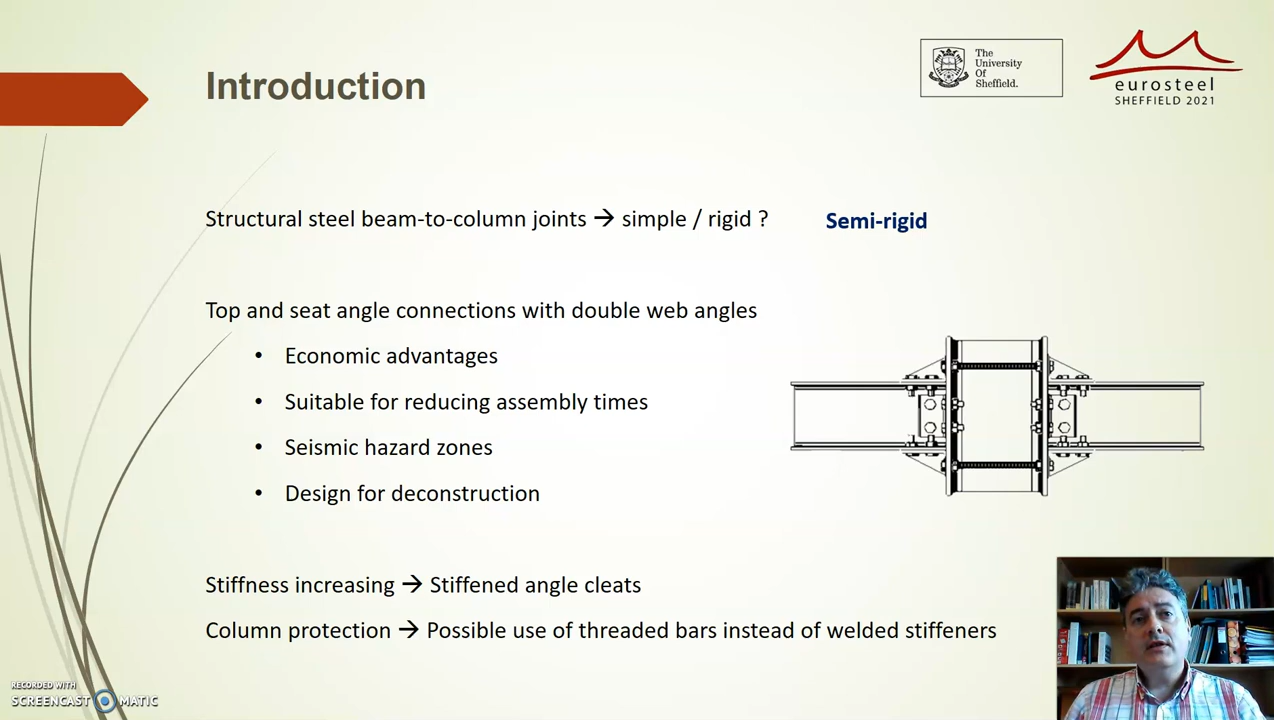 Introduction
The
University
Of
Sheffield.
eurosteel
SHEFFIELD 2021
Structural steel beam-to-column joints → simple / rigid ?
Semi-rigid
Top and seat angle connections with double web angles
• Economic advantages
• Suitable for reducing assembly times
• Seismic hazard zones
• Design for deconstruction
Stiffness increasing → Stiffened angle cleats
Column protection → Possible use of threaded bars instead of welded stiffeners
RECORDED WITH
SCREENCAST MATIC